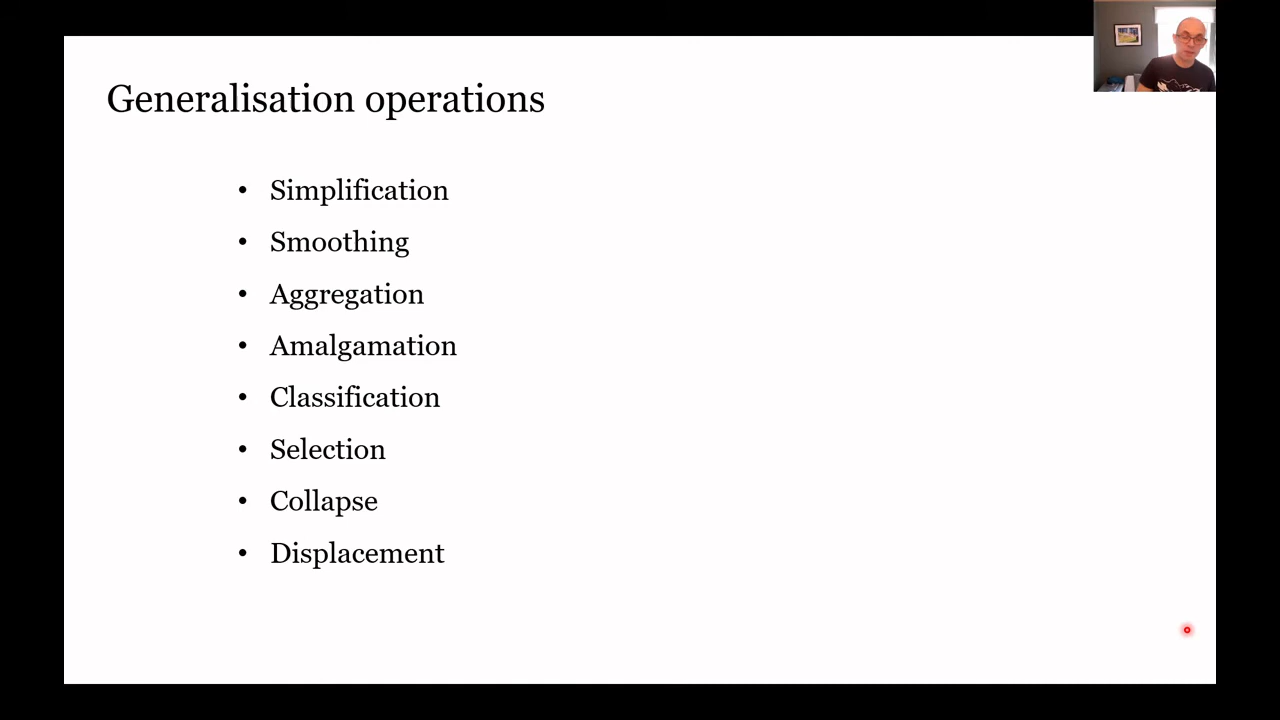 Generalisation operations
• Simplification
• Smoothing
• Aggregation
• Amalgamation
• Classification
• Selection
• Collapse
• Displacement